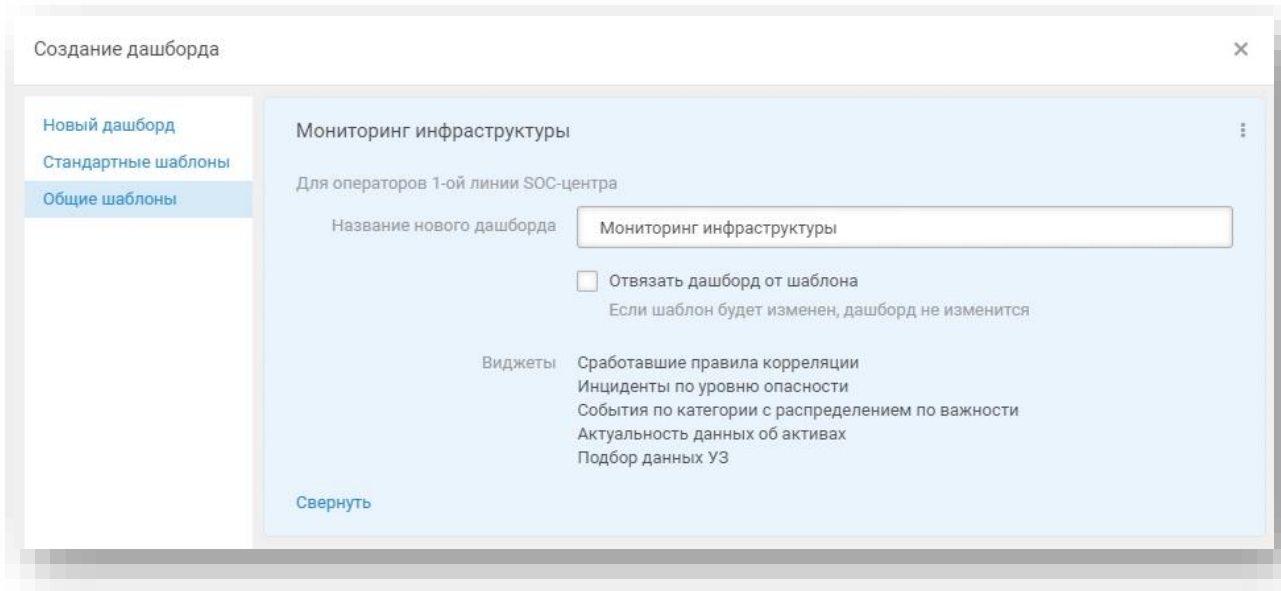 Создание дашборда
Новый дашборд
Стандартные шаблоны
Общие шаблоны
Мониторинг инфраструктуры
Для операторов 1-ой линии SOC-центра
Название нового дашборда
Мониторинг инфраструктуры
Отвязать дашборд от шаблона
Если шаблон будет изменен, дашборд не изменится
Виджеты
Сработавшие правила корреляции
Инциденты по уровню опасности
События по категории с распределением по важности
Актуальность данных об активах
Подбор данных УЗ
Свернуть